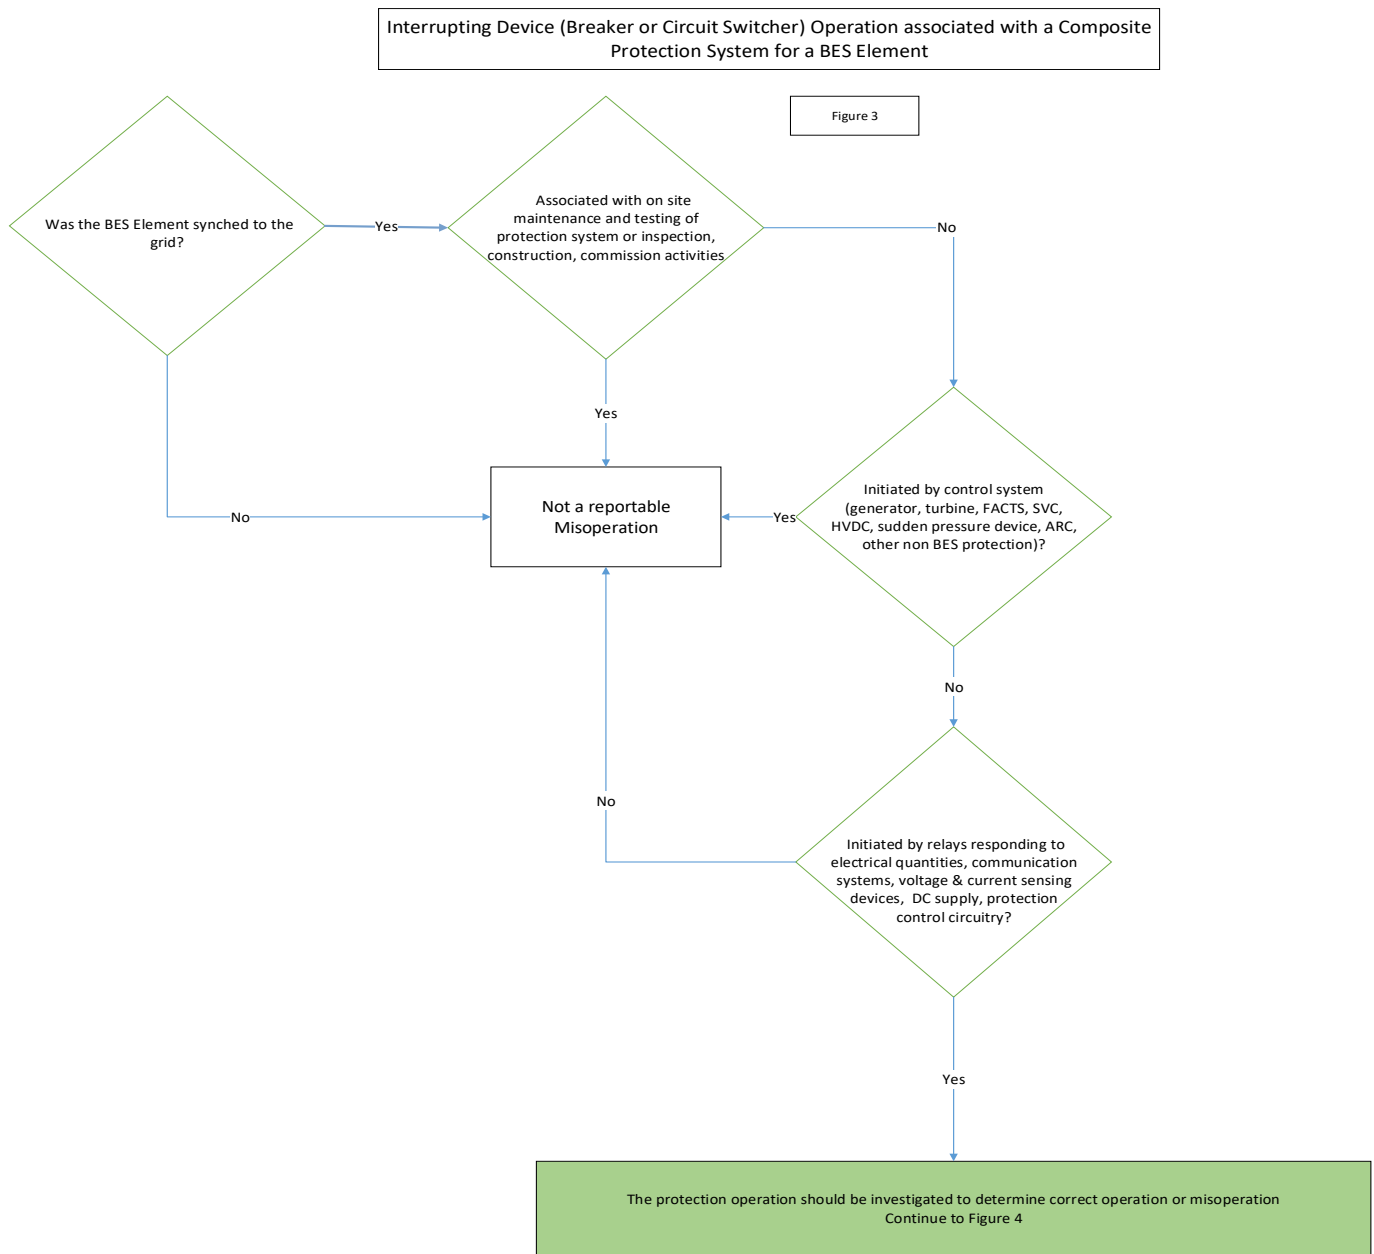 Interrupting Device (Breaker or Circuit Switcher) Operation associated with a Composite
Protection System for a BES Element
Figure 3
Was the BES Element synched to the
grid?
Yes
Associated with on site
maintenance and testing of
protection system or inspection,
construction, commission activities
No
Yes
Not a reportable
Misoperation
No
Yes
Initiated by control system
(generator, turbine, FACTS, SVC,
HVDC, sudden pressure device, ARC,
other non BES protection)?
No
No
Initiated by relays responding to
electrical quantities, communication
systems, voltage & current sensing
devices,  DC supply, protection
control circuitry?
Yes
The protection operation should be investigated to determine correct operation or misoperation
Continue to Figure 4